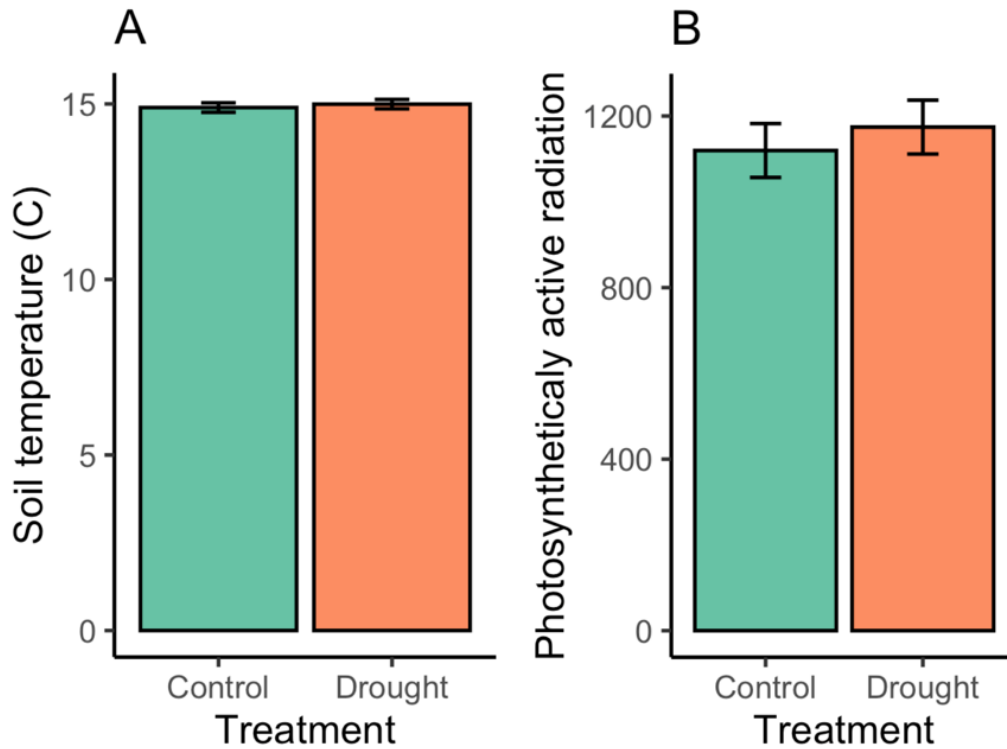 A
Soil temperature (C)
15
10
5
0
Control Drought
Treatment
B
Photosyntheticaly active radiation
1200
800
400
0
Control Drought
Treatment